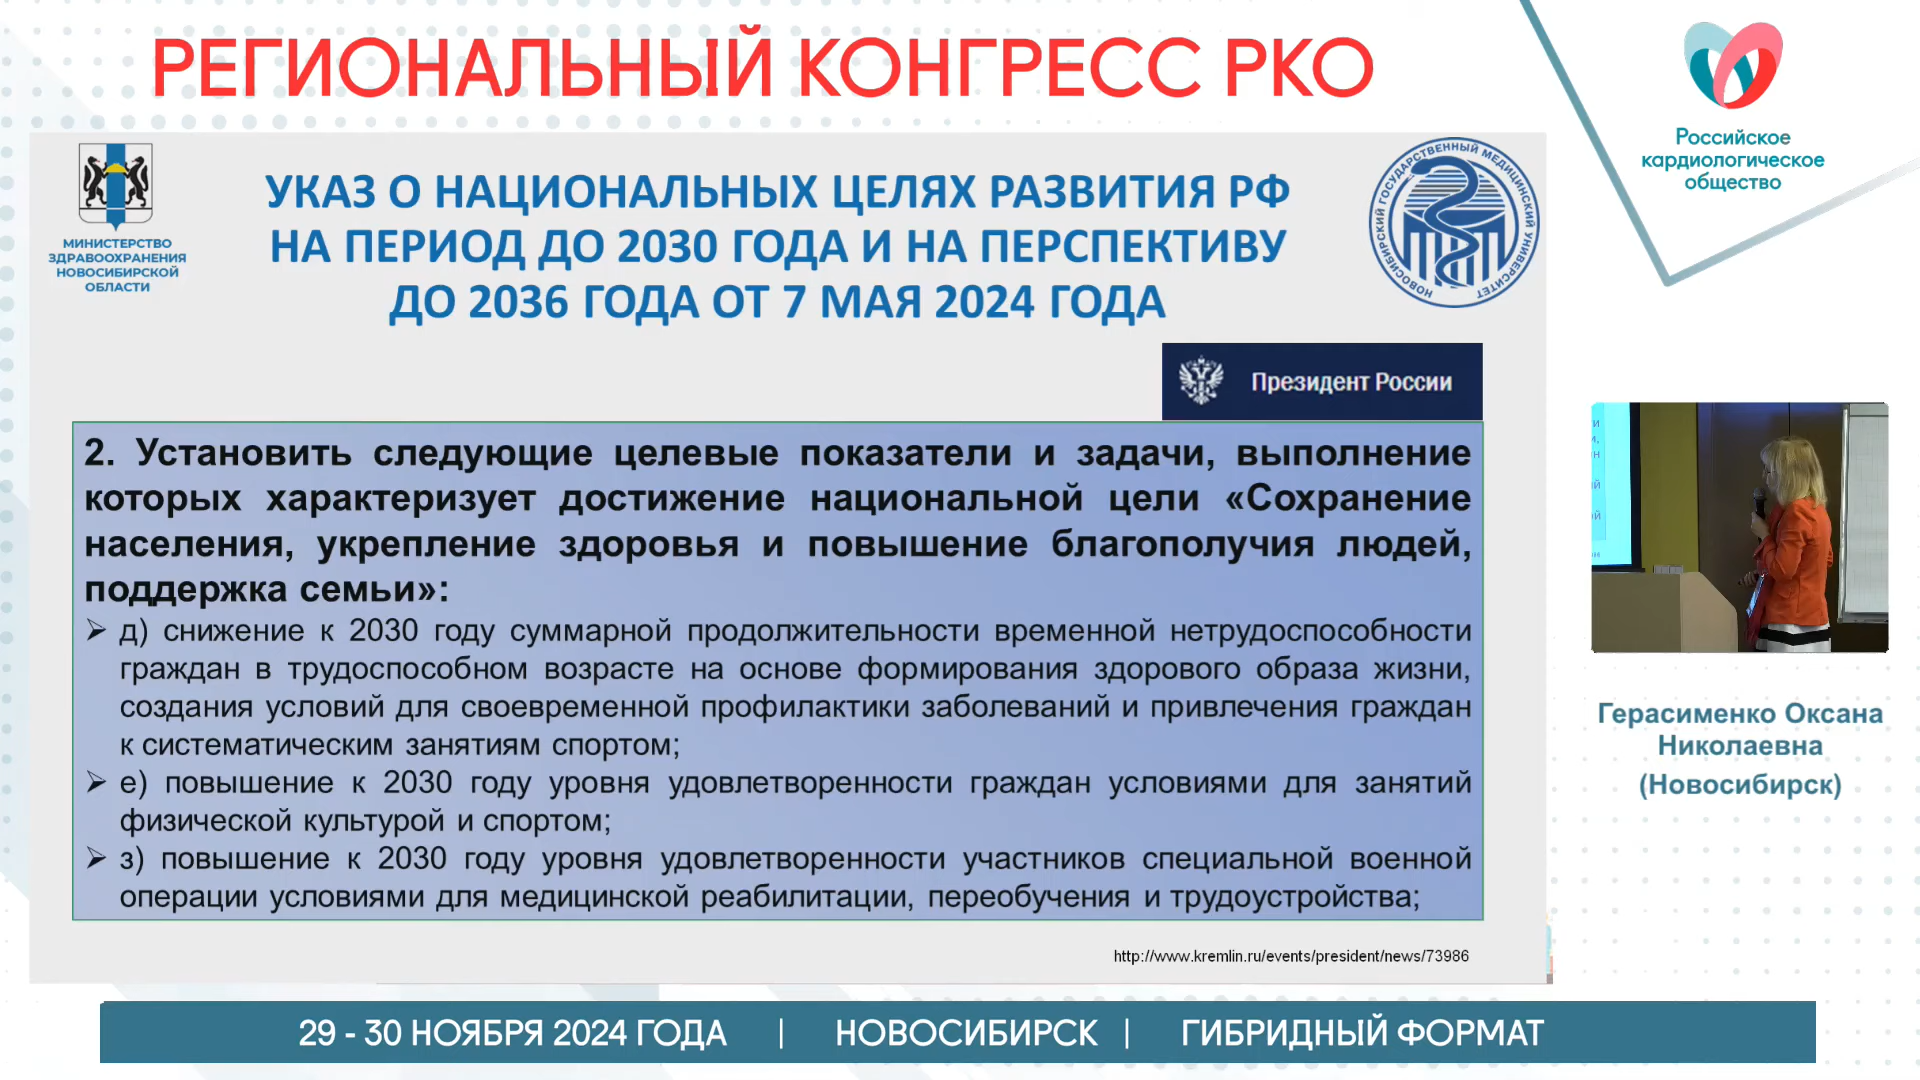 РЕГИОНАЛЬНЫЙ КОНГРЕСС РКО
Российское
кардиологическое
общество
МИНИСТЕРСТВО
ЗДРАВООХРАНЕНИЯ
НОВОСИБИРСКОЙ
ОБЛАСТИ
УКАЗ О НАЦИОНАЛЬНЫХ ЦЕЛЯХ РАЗВИТИЯ РФ
НА ПЕРИОД ДО 2030 ГОДА И НА ПЕРСПЕКТИВУ
ДО 2036 ГОДА ОТ 7 МАЯ 2024 ГОДА
НОВОСИБИРСКИЙ ГОСУДАРСТВЕННЫЙ МЕДИЦИНСКИЙ УНИВЕРСИТЕТ
Президент России
2. Установить следующие целевые показатели и задачи, выполнение
которых характеризует достижение национальной цели «Сохранение
населения, укрепление здоровья и повышение благополучия людей,
поддержка семьи»:
д) снижение к 2030 году суммарной продолжительности временной нетрудоспособности
граждан в трудоспособном возрасте на основе формирования здорового образа жизни,
создания условий для своевременной профилактики заболеваний и привлечения граждан
к систематическим занятиям спортом;
е) повышение к 2030 году уровня удовлетворенности граждан условиями для занятий
физической культурой и спортом;
з) повышение к 2030 году уровня удовлетворенности участников специальной военной
операции условиями для медицинской реабилитации, переобучения и трудоустройства;
http://www.kremlin.ru/events/president/news/73986
Герасименко Оксана
Николаевна
(Новосибирск)
29 - 30 НОЯБРЯ 2024 ГОДА | НОВОСИБИРСК | ГИБРИДНЫЙ ФОРМАТ